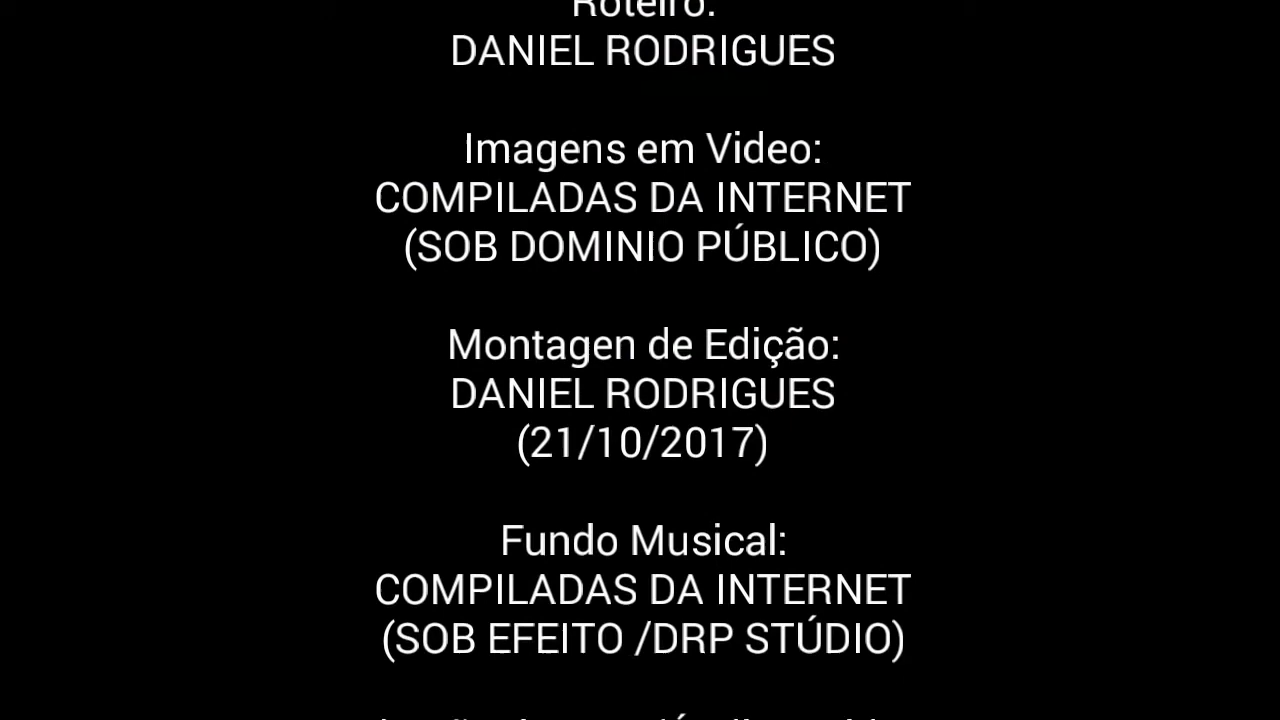 Roteiro:
DANIEL RODRIGUES
Imagens em Video:
COMPILADAS DA INTERNET
(SOB DOMINIO PÚBLICO)
Montagen de Edição:
DANIEL RODRIGUES
(21/10/2017)
Fundo Musical:
COMPILADAS DA INTERNET
(SOB EFEITO /DRP STÚDIO)